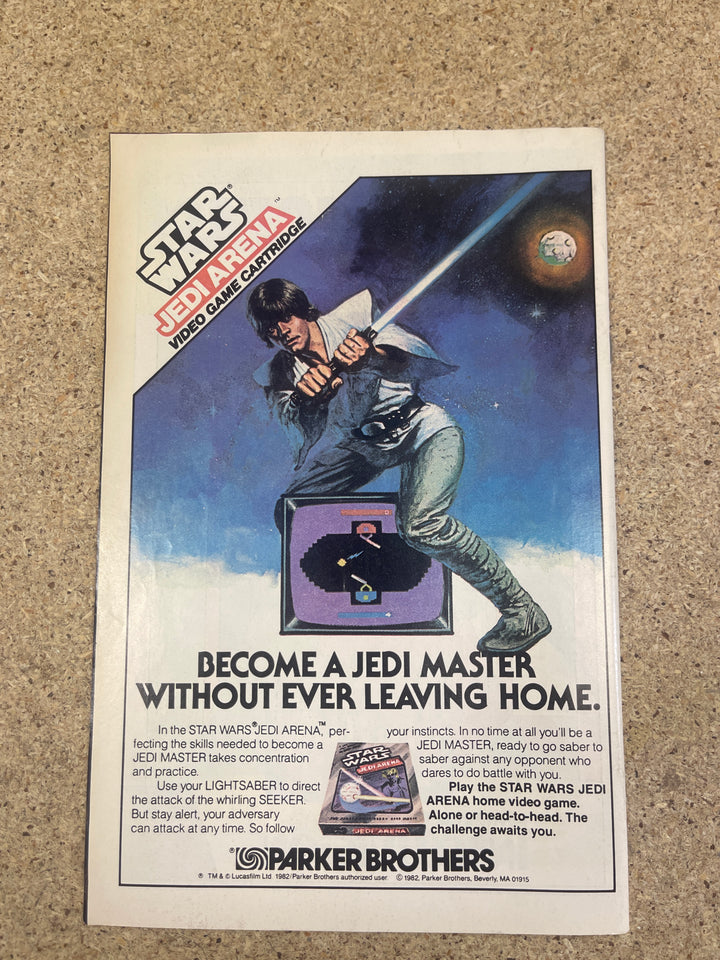 STAR®
WARS
JEDI ARENA™
VIDEO GAME CARTRIDGE
BECOME A JEDI MASTER
WITHOUT EVER LEAVING HOME.
In the STAR WARS® JEDI ARENA,™ per-
fecting the skills needed to become a
JEDI MASTER takes concentration
and practice.
Use your LIGHTSABER to direct
the attack of the whirling SEEKER.
But stay alert, your adversary
can attack at any time. So follow
your instincts. In no time at all you'll be a
JEDI MASTER, ready to go saber to
saber against any opponent who
dares to do battle with you.
Play the STAR WARS JEDI
ARENA home video game.
Alone or head-to-head. The
challenge awaits you.
STAR
WARS
JEDI ARENA
JEDI ARENA
® PARKER BROTHERS
® TM & © Lucasfilm Ltd. 1982/Parker Brothers authorized user. © 1982, Parker Brothers, Beverly, MA 01915